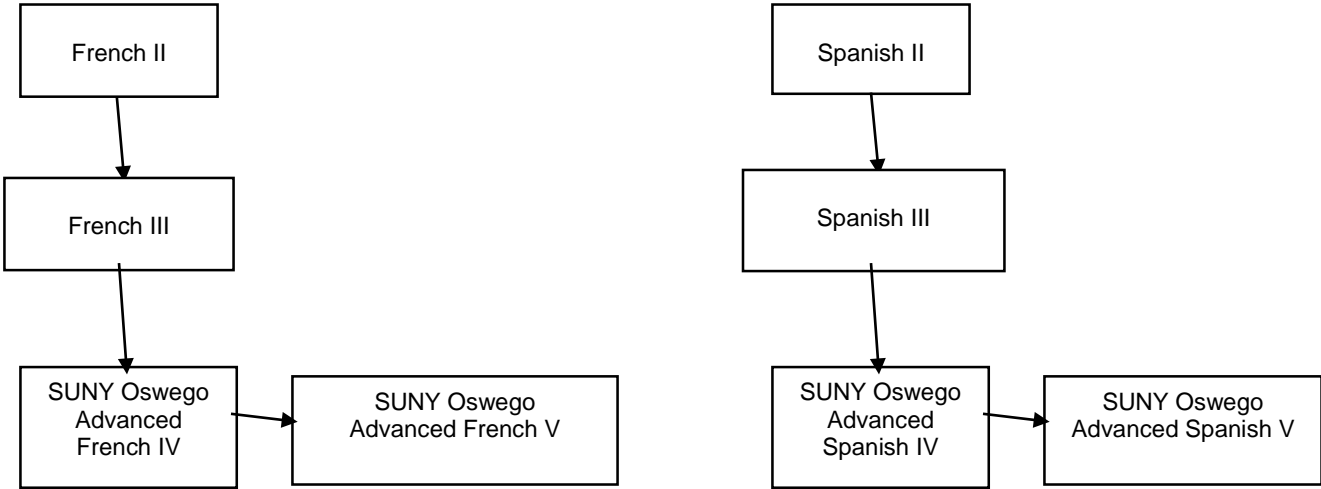 French II
Spanish II
French III
Spanish III
SUNY Oswego
Advanced
French IV
SUNY Oswego
Advanced French V
SUNY Oswego
Advanced
Spanish IV
SUNY Oswego
Advanced Spanish V